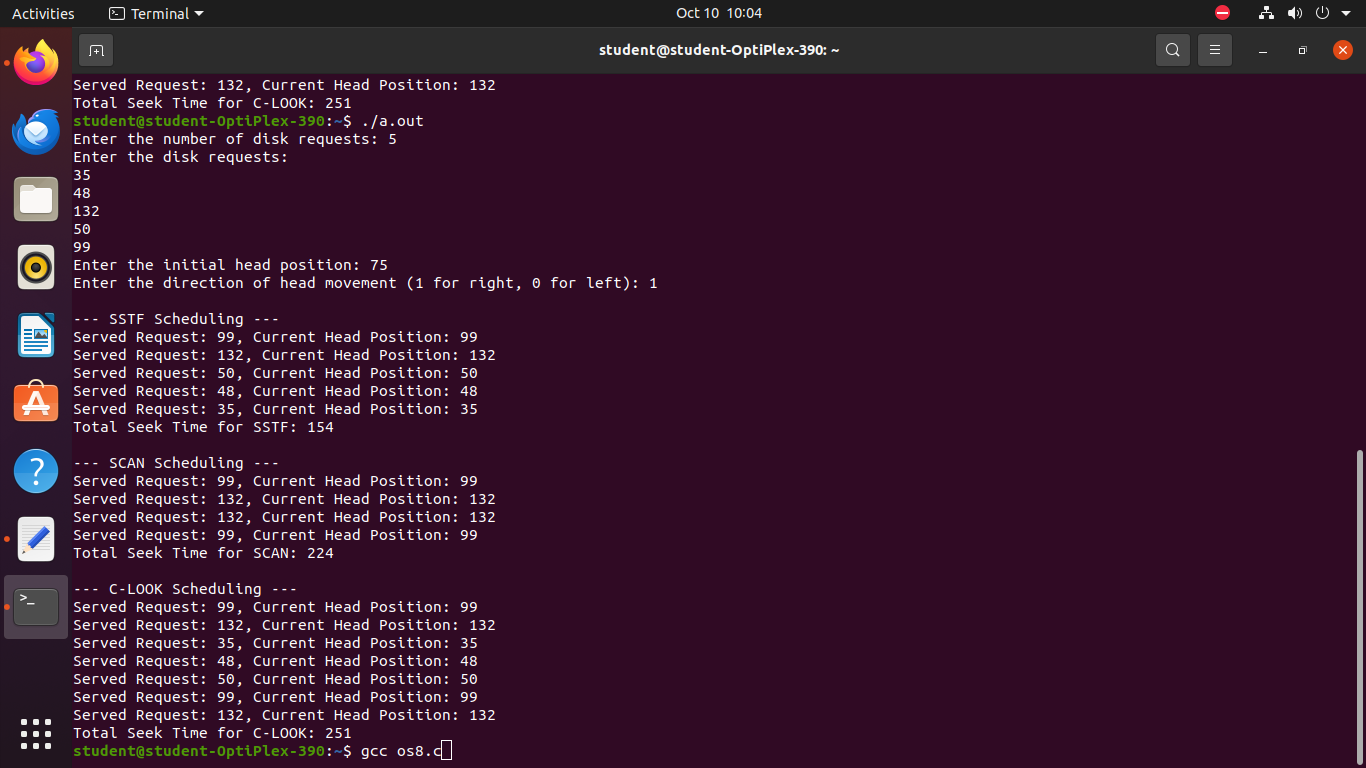 Activities
Terminal
Oct 10 10:04
student@student-OptiPlex-390: ~
Served Request: 132, Current Head Position: 132
Total Seek Time for C-LOOK: 251
student@student-OptiPlex-390:~$ ./a.out
Enter the number of disk requests: 5
Enter the disk requests:
35
48
132
50
99
Enter the initial head position: 75
Enter the direction of head movement (1 for right, 0 for left): 1
--- SSTF Scheduling ---
Served Request: 99, Current Head Position: 99
Served Request: 132, Current Head Position: 132
Served Request: 50, Current Head Position: 50
Served Request: 48, Current Head Position: 48
Served Request: 35, Current Head Position: 35
Total Seek Time for SSTF: 154
--- SCAN Scheduling ---
Served Request: 99, Current Head Position: 99
Served Request: 132, Current Head Position: 132
Served Request: 132, Current Head Position: 132
Served Request: 99, Current Head Position: 99
Total Seek Time for SCAN: 224
--- C-LOOK Scheduling ---
Served Request: 99, Current Head Position: 99
Served Request: 132, Current Head Position: 132
Served Request: 35, Current Head Position: 35
Served Request: 48, Current Head Position: 48
Served Request: 50, Current Head Position: 50
Served Request: 99, Current Head Position: 99
Served Request: 132, Current Head Position: 132
Total Seek Time for C-LOOK: 251
student@student-OptiPlex-390:~$ gcc os8.c